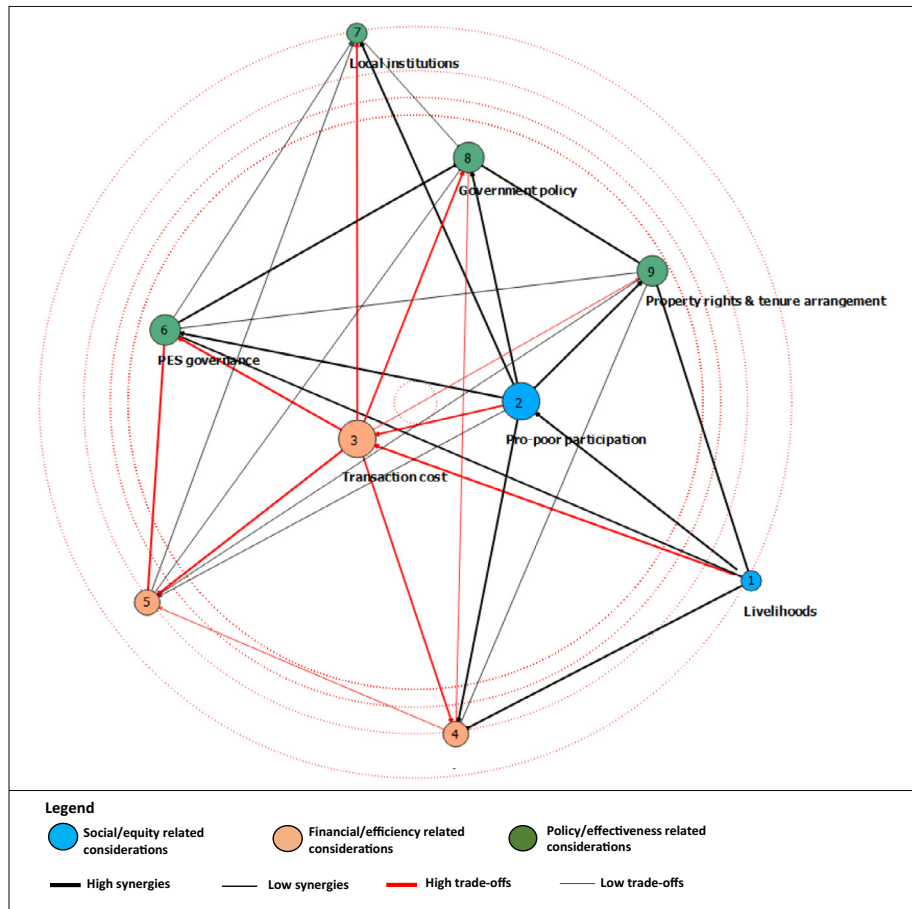 7
Local institutions
8
Government policy
9
Property rights & tenure arrangement
6
PES governance
2
Pro-poor participation
3
Transaction cost
1
Livelihoods
5
4
Legend
Social/equity related
considerations
Financial/efficiency related
considerations
Policy/effectiveness related
considerations
High synergies
Low synergies
High trade-offs
Low trade-offs